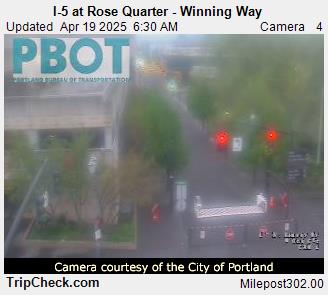 I-5 at Rose Quarter - Winning Way
Updated  Apr 19 2025  6:30 AM    Camera   4
PBOT
PORTLAND BUREAU OF TRANSPORTATION
Camera courtesy of the City of Portland
TripCheck.com    Milepost302.00